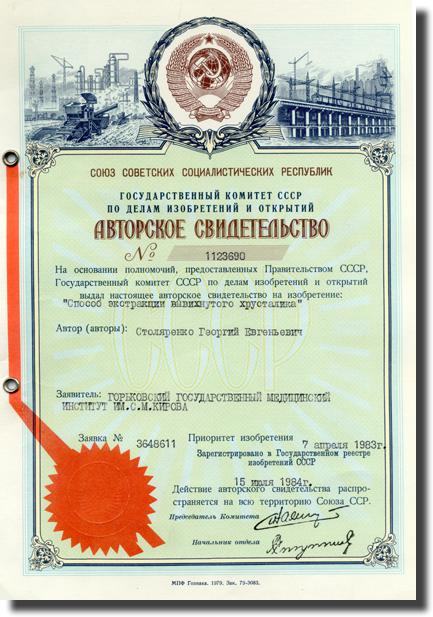 СОЮЗ СОВЕТСКИХ СОЦИАЛИСТИЧЕСКИХ РЕСПУБЛИК
ГОСУДАРСТВЕННЫЙ КОМИТЕТ СССР
ПО ДЕЛАМ ИЗОБРЕТЕНИЙ И ОТКРЫТИЙ
АВТОРСКОЕ СВИДЕТЕЛЬСТВО
№ 1123690
На основании полномочий, предоставленных Правительством СССР,
Государственный комитет СССР по делам изобретений и открытий
выдал настоящее авторское свидетельство на изобретение:
"Способ экстракции вывихнутого хрусталика"
Автор (авторы): Столяренко Георгий Евгеньевич
СССР
Заявитель: ГОРЬКОВСКИЙ ГОСУДАРСТВЕННЫЙ МЕДИЦИНСКИЙ
ИНСТИТУТ ИМ.С.М.КИРОВА
Заявка № 3648611 Приоритет изобретения 7 апреля 1983г.
Зарегистрировано в Государственном реестре
изобретений СССР
15 июля 1984г.
Действие авторского свидетельства распро-
страняется на всю территорию Союза ССР.
Председатель Комитета
Начальник отдела
МПФ Гознака. 1979. Зак. 79-3083.